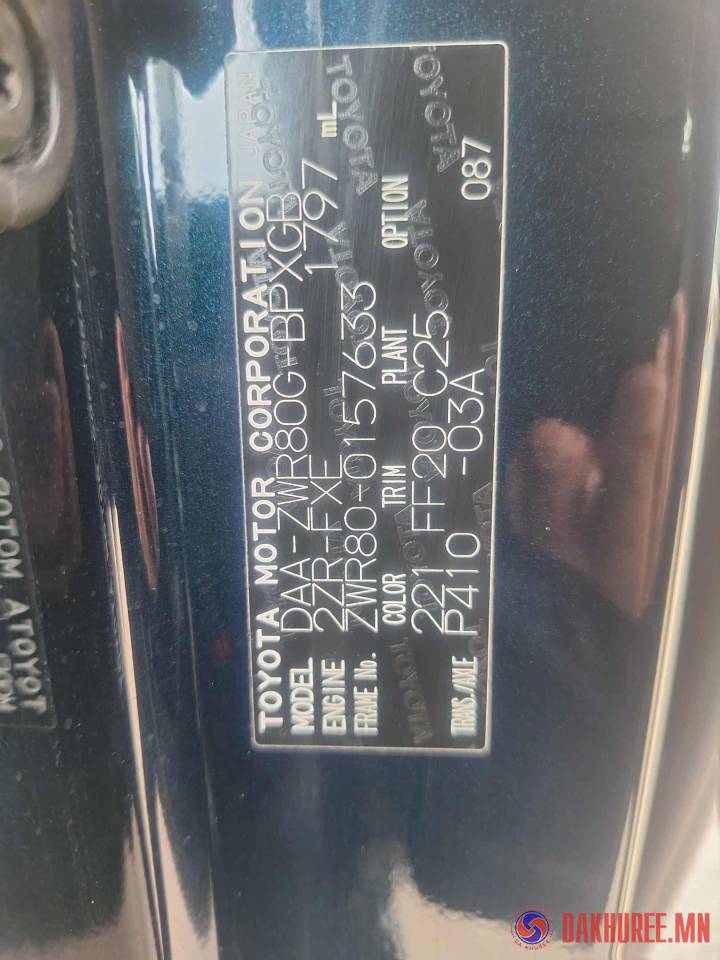 TOYOTA MOTOR CORPORATION JAPAN
MODEL DAA-ZWR80G-BPXGB
ENGINE 2ZR-FXE 1797 mL
FRAME No. ZWR80-0157633
COLOR TRIM PLANT OPTION
221 FF20 C25 087
TRANS/AXLE P410 -03A
DAKHUREE.MN